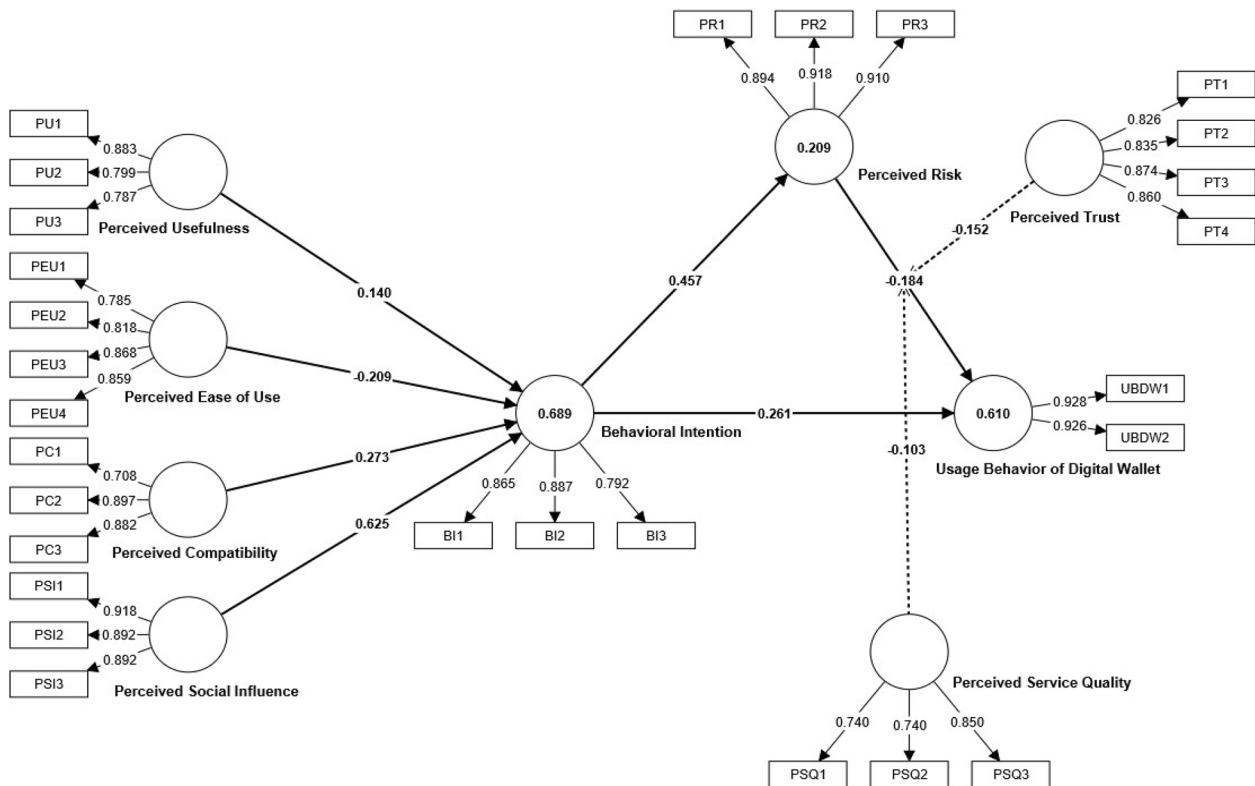 PR1
PR2
PR3
0.894
0.918
0.910
0.209
Perceived Risk
PT1
PT2
PT3
PT4
0.826
0.835
0.874
0.860
Perceived Trust
-0.152
PU1
PU2
PU3
0.883
0.799
0.787
Perceived Usefulness
0.140
PEU1
PEU2
PEU3
PEU4
0.785
0.818
0.868
0.859
Perceived Ease of Use
-0.209
PC1
PC2
PC3
0.708
0.897
0.882
Perceived Compatibility
0.273
PSI1
PSI2
PSI3
0.918
0.892
0.892
Perceived Social Influence
0.625
0.689
Behavioral Intention
0.865
0.887
0.792
BI1
BI2
BI3
0.457
0.261
-0.184
0.610
Usage Behavior of Digital Wallet
0.928
0.926
UBDW1
UBDW2
-0.103
Perceived Service Quality
0.740
0.740
0.850
PSQ1
PSQ2
PSQ3